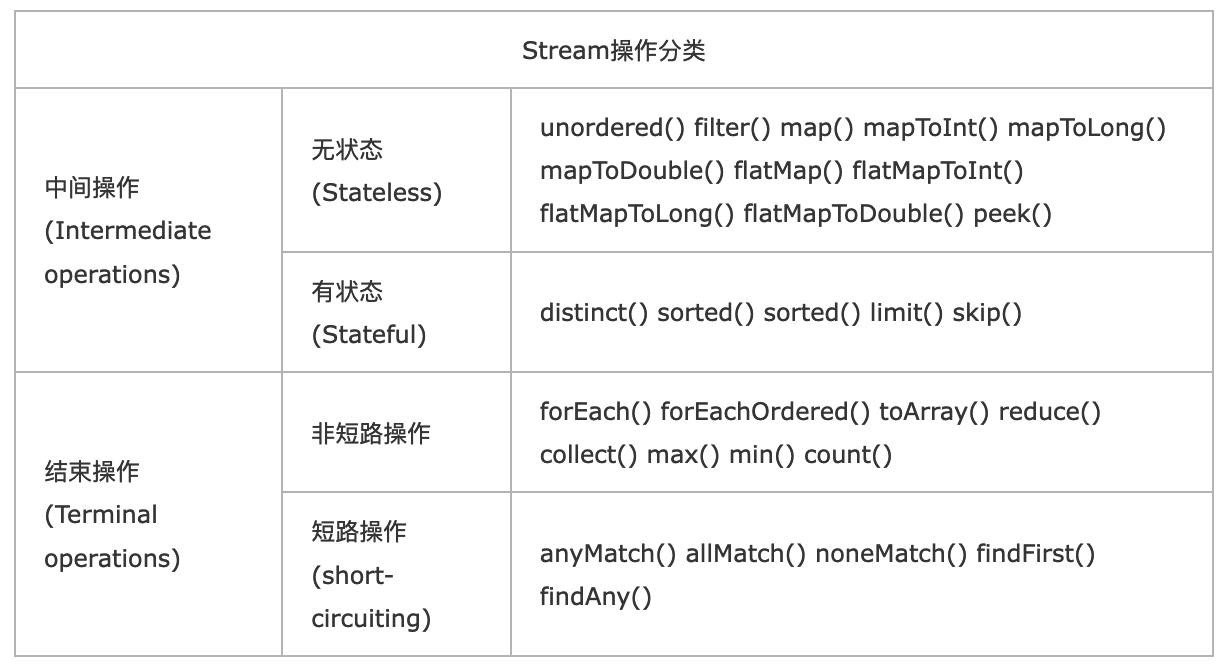 Stream操作分类
中间操作
(Intermediate
operations)
无状态
(Stateless)
unordered() filter() map() mapToInt() mapToLong()
mapToDouble() flatMap() flatMapToInt()
flatMapToLong() flatMapToDouble() peek()
有状态
(Stateful)
distinct() sorted() sorted() limit() skip()
结束操作
(Terminal
operations)
非短路操作
forEach() forEachOrdered() toArray() reduce()
collect() max() min() count()
短路操作
(short-
circuiting)
anyMatch() allMatch() noneMatch() findFirst()
findAny()